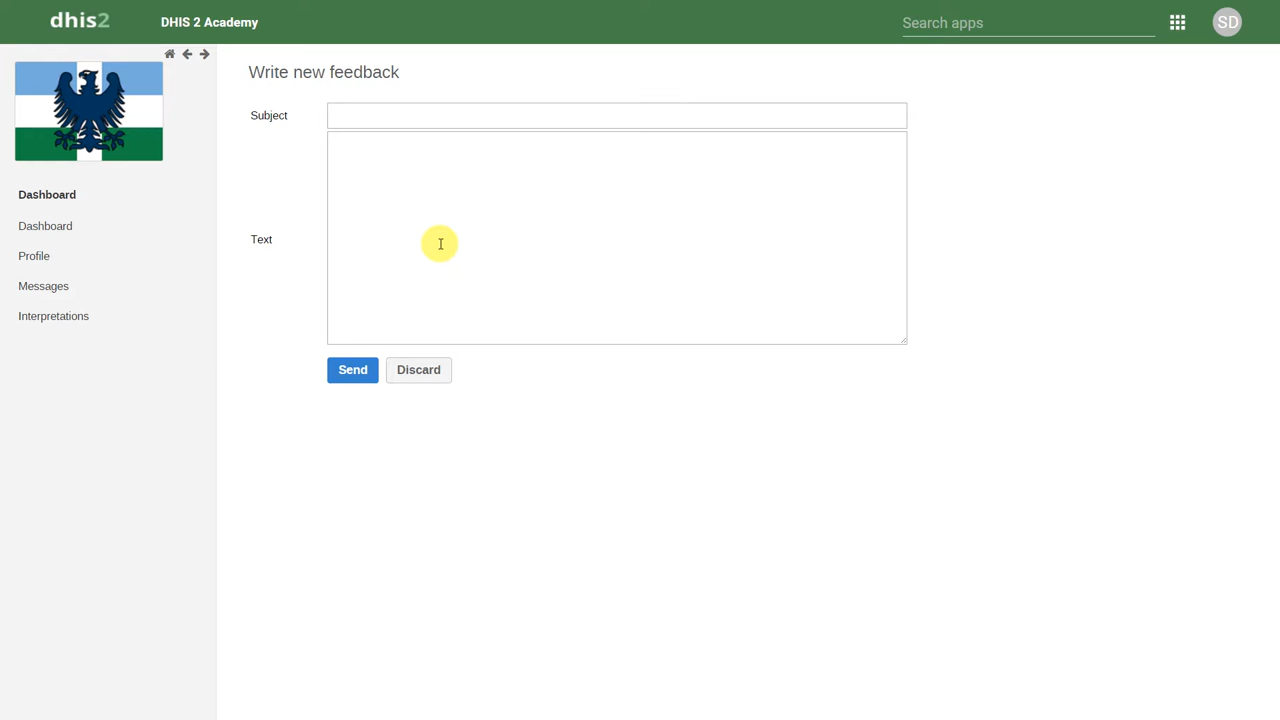 dhis2
DHIS 2 Academy
Search apps
SD
Write new feedback
Subject
Dashboard
Dashboard
Text
Profile
Messages
Interpretations
Send
Discard